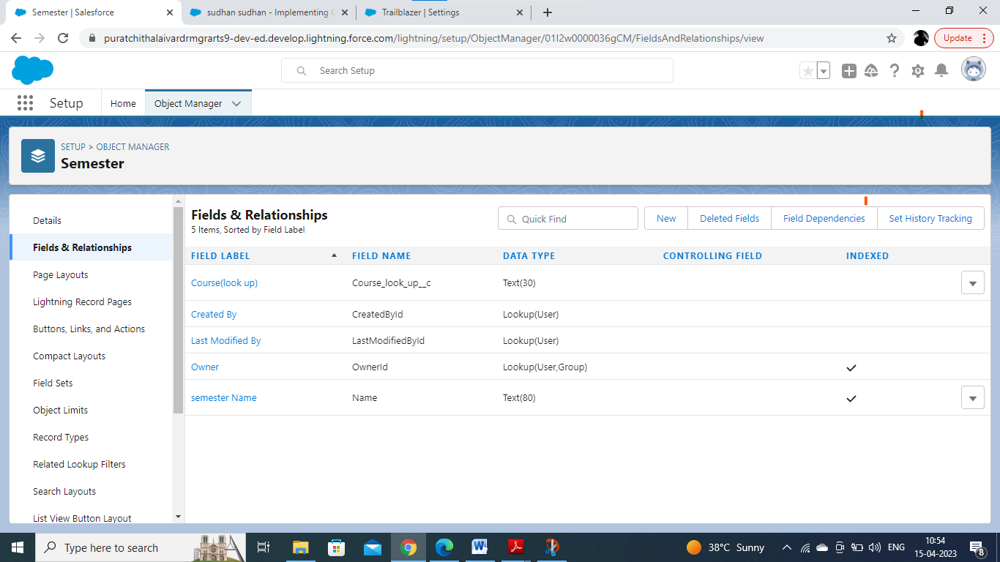 Semester | Salesforce
sudhan sudhan - Implementing
Trailblazer | Settings
puratchithalaivardrmgrarts9-dev-ed.develop.lightning.force.com/lightning/setup/ObjectManager/01I2w0000036gCM/FieldsAndRelationships/view
Update
Search Setup
Setup
Home
Object Manager
SETUP > OBJECT MANAGER
Semester
Details
Fields & Relationships
Page Layouts
Lightning Record Pages
Buttons, Links, and Actions
Compact Layouts
Field Sets
Object Limits
Record Types
Related Lookup Filters
Search Layouts
List View Button Layout
Fields & Relationships
5 Items, Sorted by Field Label
Quick Find
New
Deleted Fields
Field Dependencies
Set History Tracking
FIELD LABEL FIELD NAME DATA TYPE CONTROLLING FIELD INDEXED
Course(look up) Course_look_up__c Text(30)
Created By CreatedById Lookup(User)
Last Modified By LastModifiedById Lookup(User)
Owner OwnerId Lookup(User,Group)
semester Name Name Text(80)
Type here to search
38°C Sunny
ENG
10:54
15-04-2023
8